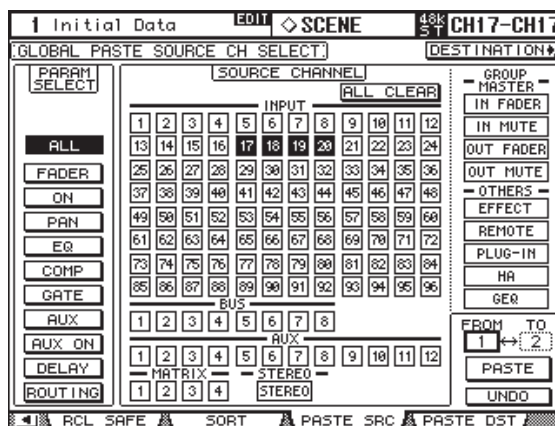 1 Initial Data EDIT ◇SCENE 48k ST CH17-CH17
GLOBAL PASTE SOURCE CH SELECT
DESTINATION
PARAM SELECT
ALL
FADER
ON
PAN
EQ
COMP
GATE
AUX
AUX ON
DELAY
ROUTING
SOURCE CHANNEL
ALL CLEAR
INPUT
1 2 3 4 5 6 7 8 9 10 11 12
13 14 15 16 17 18 19 20 21 22 23 24
25 26 27 28 29 30 31 32 33 34 35 36
37 38 39 40 41 42 43 44 45 46 47 48
49 50 51 52 53 54 55 56 57 58 59 60
61 62 63 64 65 66 67 68 69 70 71 72
73 74 75 76 77 78 79 80 81 82 83 84
85 86 87 88 89 90 91 92 93 94 95 96
BUS
1 2 3 4 5 6 7 8
AUX
1 2 3 4 5 6 7 8 9 10 11 12
MATRIX STEREO
1 2 3 4 STEREO
GROUP MASTER
IN FADER
IN MUTE
OUT FADER
OUT MUTE
OTHERS
EFFECT
REMOTE
PLUG-IN
HA
GEQ
FROM TO
1 ↔ 2
PASTE
UNDO
RCL SAFE SORT PASTE SRC PASTE DST